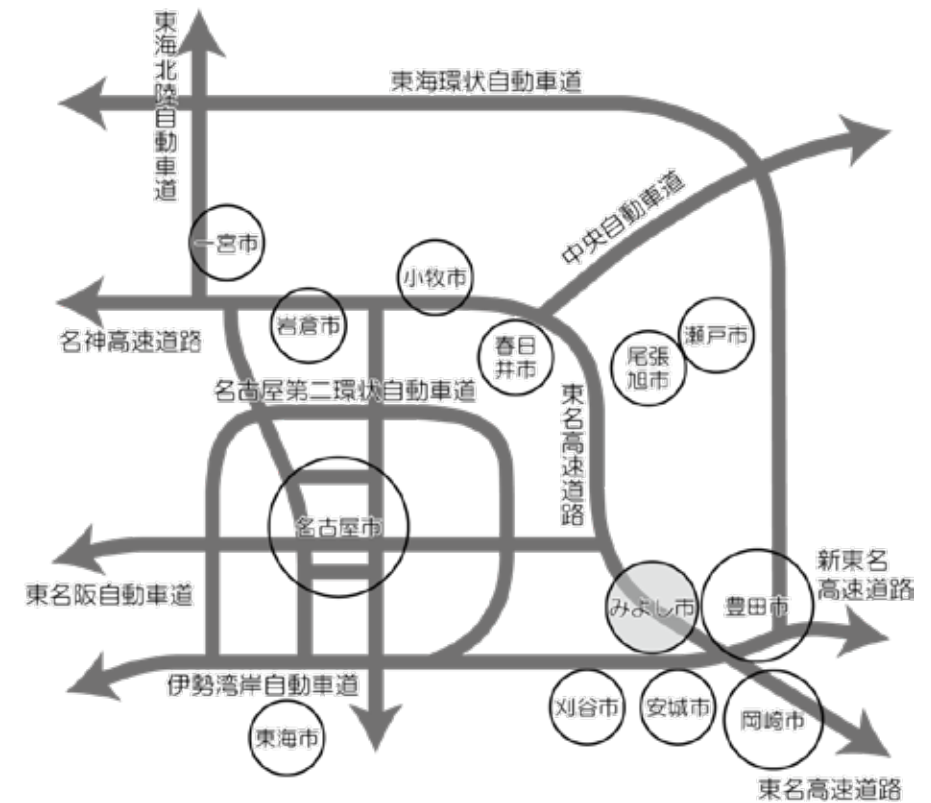 東海北陸自動車道
東海環状自動車道
中央自動車道
一宮市
小牧市
岩倉市
名神高速道路
春日
井市
尾張
旭市
瀬戸市
名古屋第二環状自動車道
東名高速道路
名古屋市
東名阪自動車道
みよし市
豊田市
新東名
高速道路
伊勢湾岸自動車道
東海市
刈谷市
安城市
岡崎市
東名高速道路